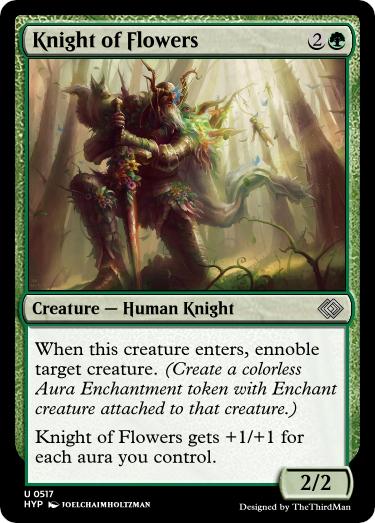 Knight of Flowers 2
Creature — Human Knight
When this creature enters, ennoble
target creature. (Create a colorless
Aura Enchantment token with Enchant
creature attached to that creature.)
Knight of Flowers gets +1/+1 for
each aura you control.
2/2
U 0517
HYP JOELCHAIMHOLTZMAN
Designed by TheThirdMan